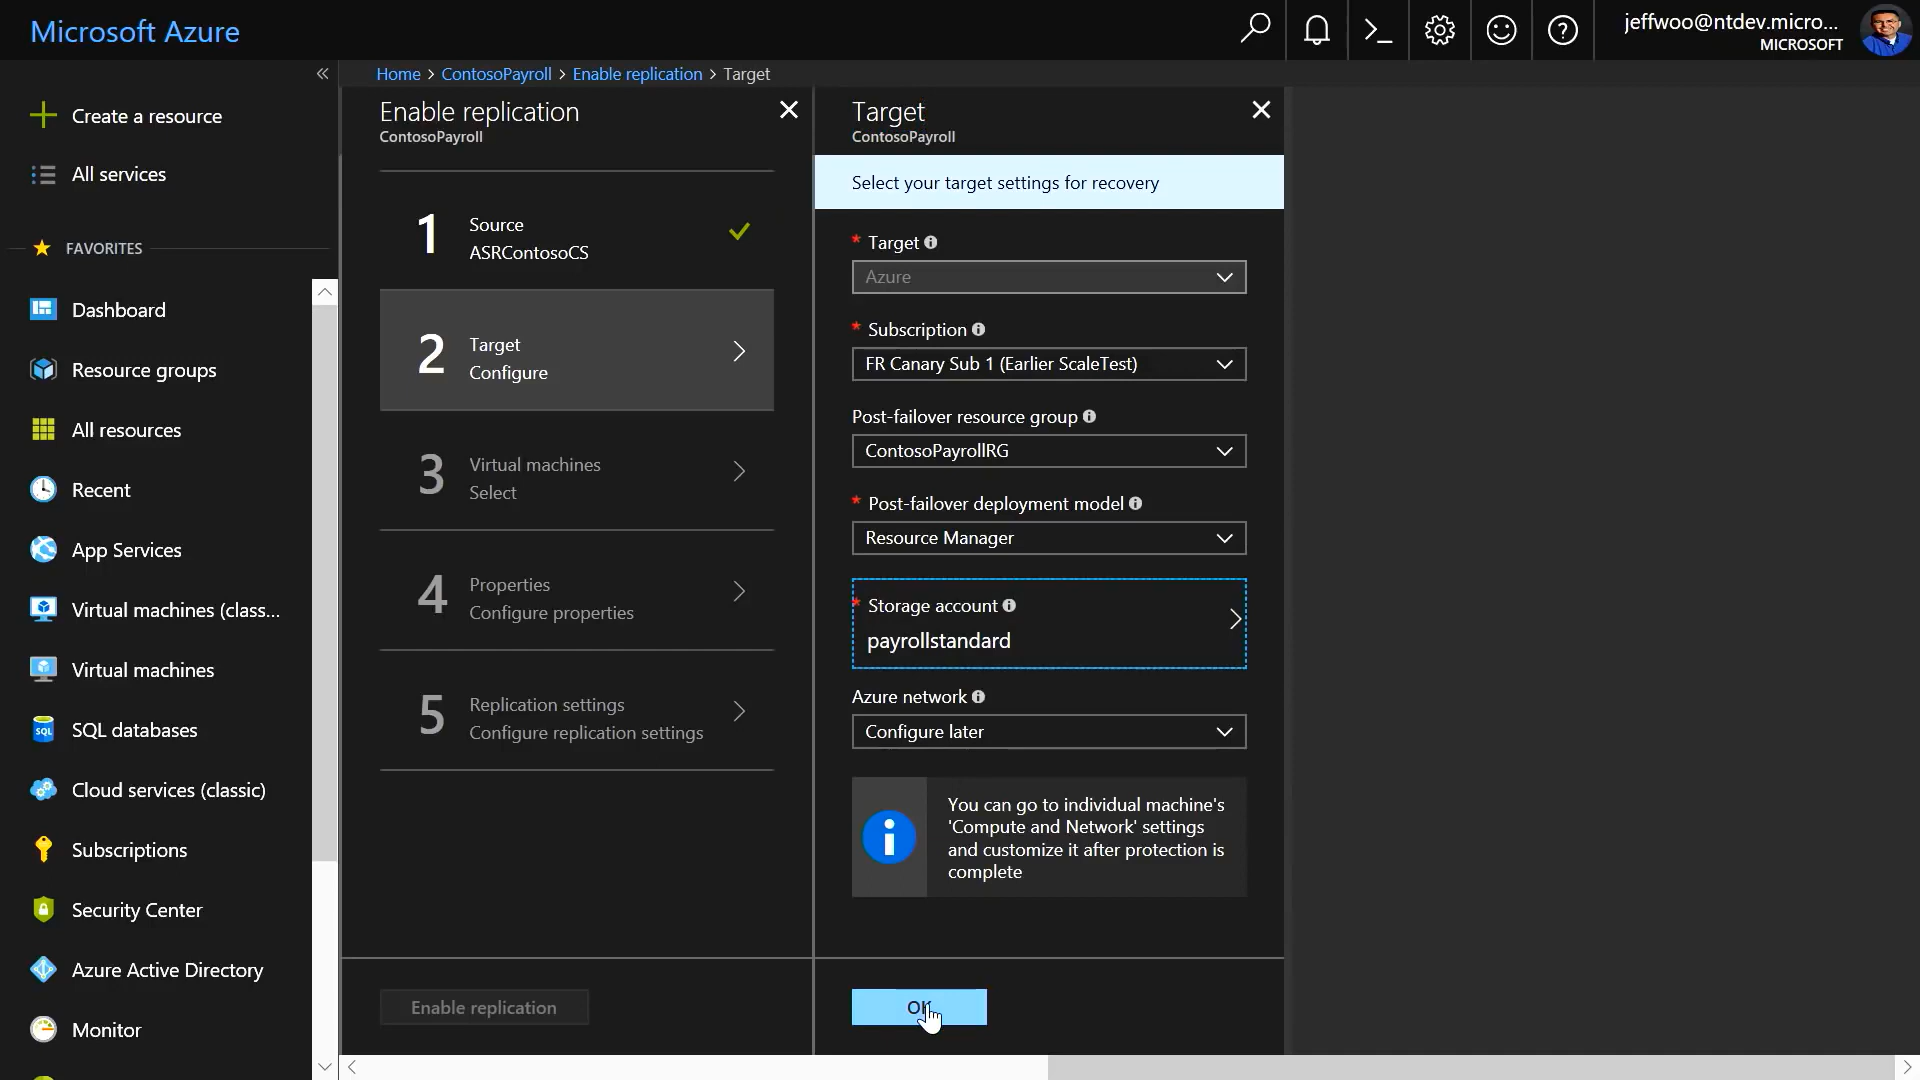 Microsoft Azure
jeffwoo@ntdev.micro...
MICROSOFT
Home > ContosoPayroll > Enable replication > Target
Create a resource
All services
FAVORITES
Dashboard
Resource groups
All resources
Recent
App Services
Virtual machines (class...
Virtual machines
SQL databases
Cloud services (classic)
Subscriptions
Security Center
Azure Active Directory
Monitor
Enable replication
ContosoPayroll
1
Source
ASRContosoCS
2
Target
Configure
3
Virtual machines
Select
4
Properties
Configure properties
5
Replication settings
Configure replication settings
Enable replication
Target
ContosoPayroll
Select your target settings for recovery
* Target
Azure
* Subscription
FR Canary Sub 1 (Earlier ScaleTest)
Post-failover resource group
ContosoPayrollRG
* Post-failover deployment model
Resource Manager
* Storage account
payrollstandard
Azure network
Configure later
You can go to individual machine's
'Compute and Network' settings
and customize it after protection is
complete
OK